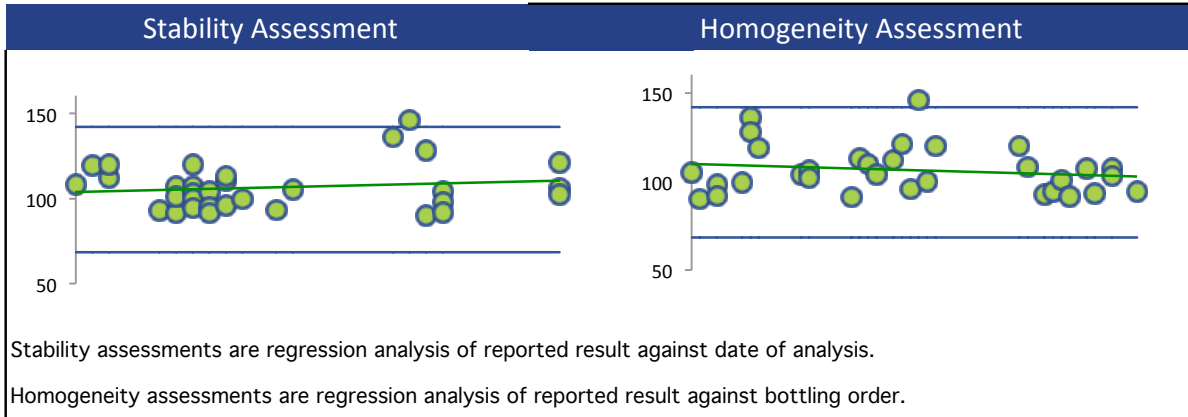 Stability Assessment
Homogeneity Assessment
150
100
50
150
100
50
Stability assessments are regression analysis of reported result against date of analysis.
Homogeneity assessments are regression analysis of reported result against bottling order.